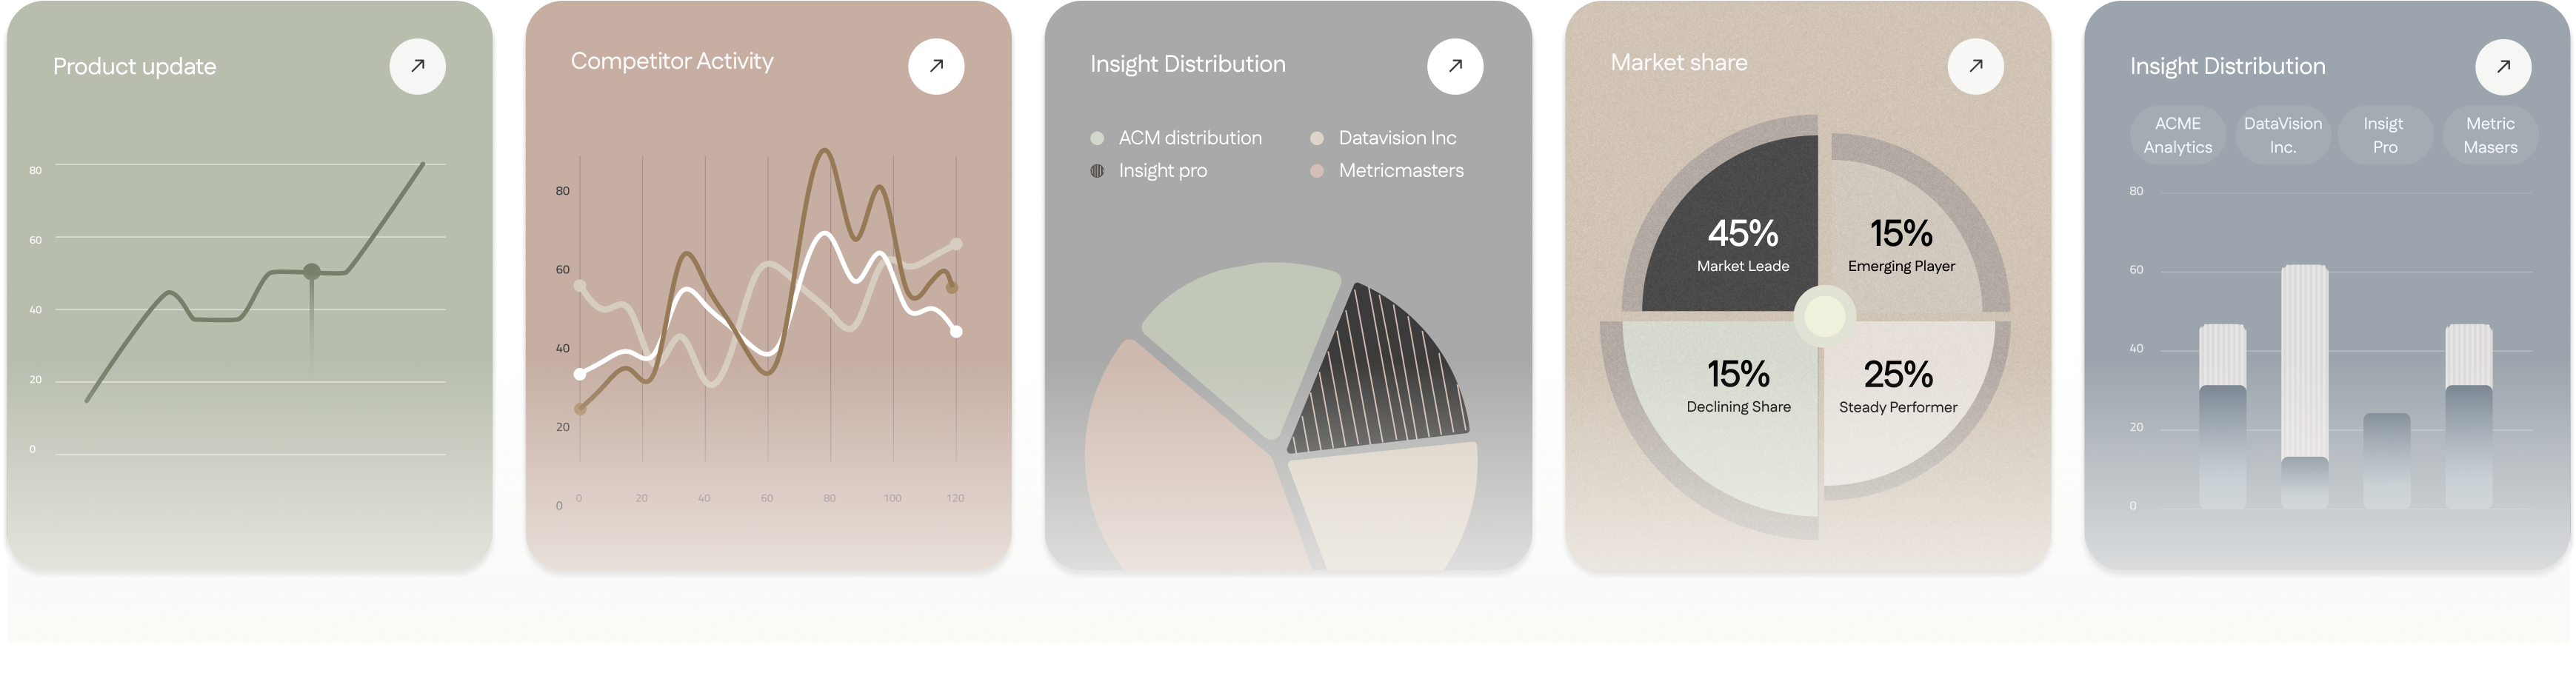 Product update
80
60
40
20
0
Competitor Activity
80
60
40
20
0
0 20 40 60 80 100 120
Insight Distribution
ACM distribution
Datavision Inc
Insight pro
Metricmasters
Market share
45%
Market Leade
15%
Emerging Player
15%
Declining Share
25%
Steady Performer
Insight Distribution
ACME
Analytics
DataVision
Inc.
Insigt
Pro
Metric
Masers
80
60
40
20
0